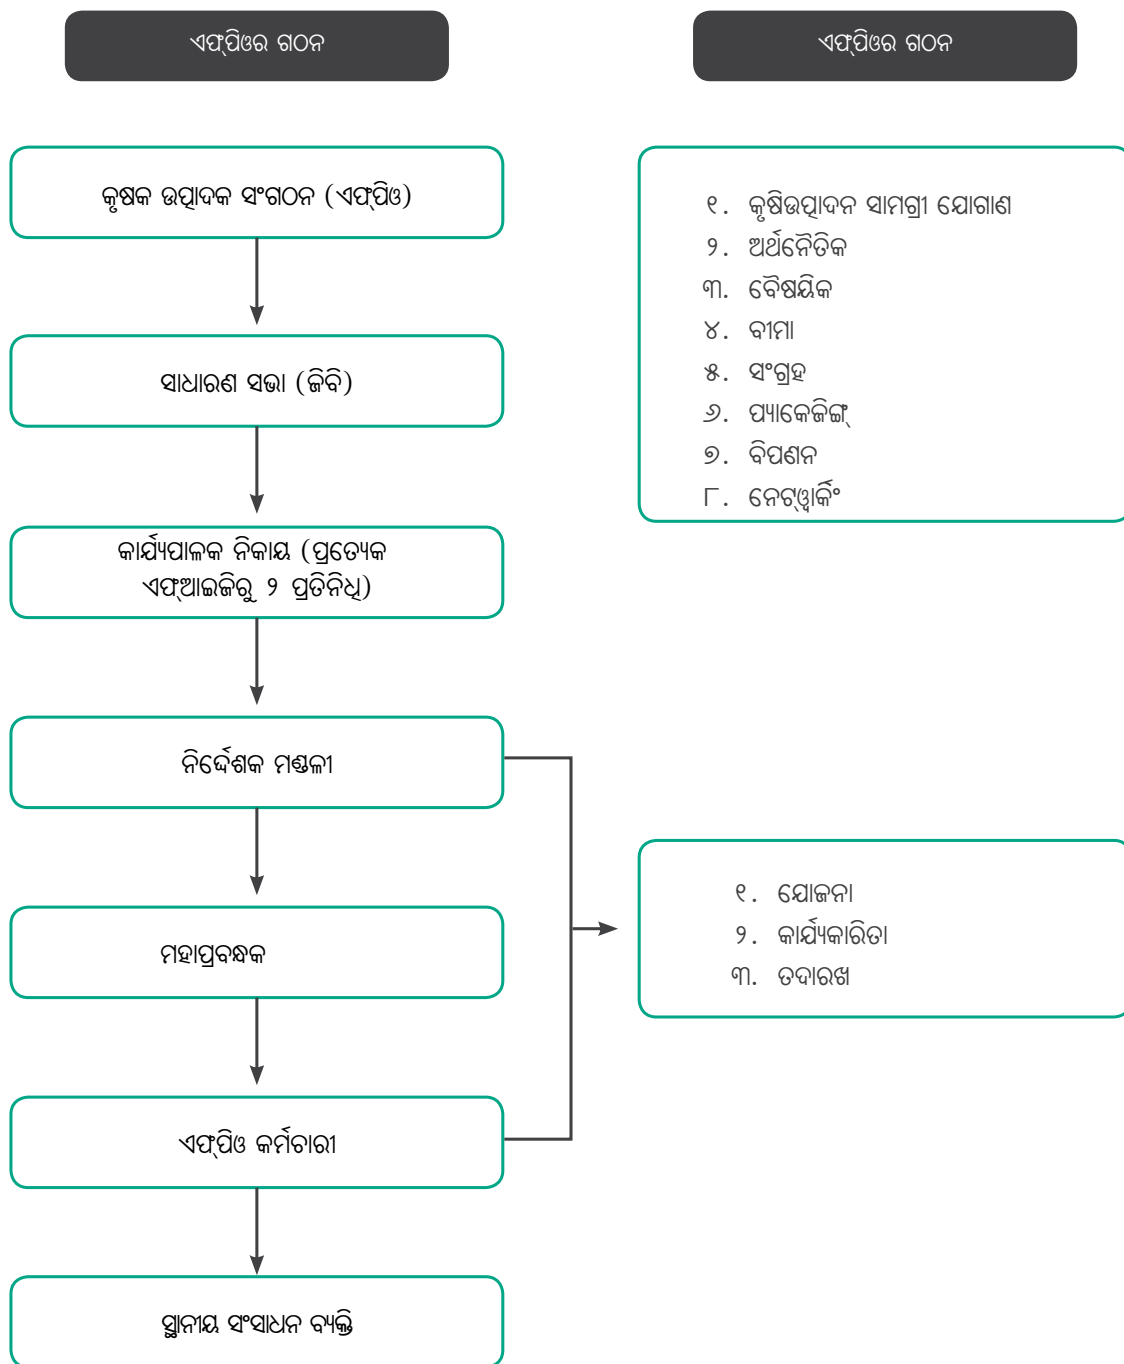 ଏଫ୍‌ପିଓର ଗଠନ
କୃଷକ ଉତ୍ପାଦକ ସଂଗଠନ (ଏଫ୍‌ପିଓ)
ସାଧାରଣ ସଭା (ଜିବି)
କାର୍ଯ୍ୟପାଳକ ନିକାୟ (ପ୍ରତ୍ୟେକ
ଏଫ୍‌ଆଇଜିରୁ ୨ ପ୍ରତିନିଧି)
ନିର୍ଦ୍ଦେଶକ ମଣ୍ଡଳୀ
ମହାପ୍ରବନ୍ଧକ
ଏଫ୍‌ପିଓ କର୍ମଚାରୀ
ସ୍ଥାନୀୟ ସଂସାଧନ ବ୍ୟକ୍ତି
ଏଫ୍‌ପିଓର ଗଠନ
୧. କୃଷିଉତ୍ପାଦନ ସାମଗ୍ରୀ ଯୋଗାଣ
୨. ଅର୍ଥନୈତିକ
୩. ବୈଷୟିକ
୪. ବୀମା
୫. ସଂଗ୍ରହ
୬. ପ୍ୟାକେଜିଙ୍ଗ୍
୭. ବିପଣନ
୮. ନେଟ୍‌ୱାର୍କିଂ
୧. ଯୋଜନା
୨. କାର୍ଯ୍ୟକାରିତା
୩. ତଦାରଖ